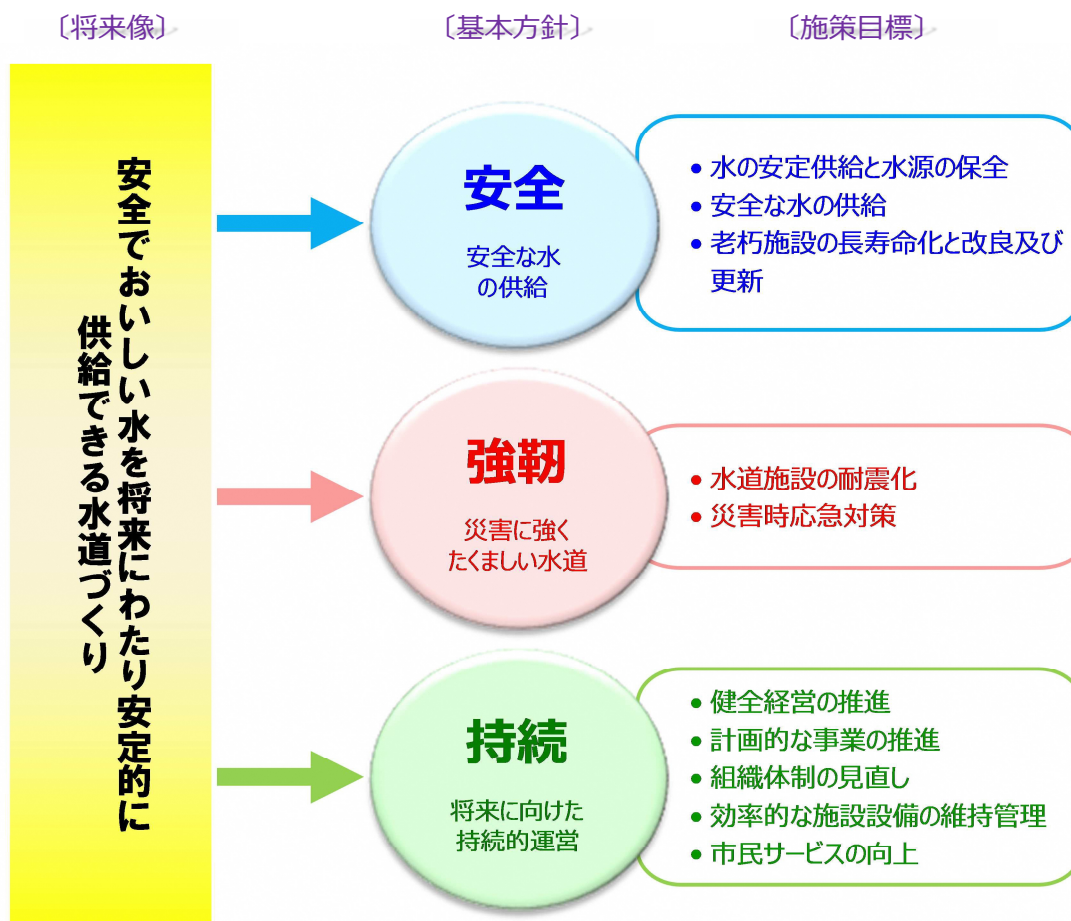 〔将来像〕
〔基本方針〕
〔施策目標〕
安全でおいしい水を将来にわたり安定的に
供給できる水道づくり
安全
安全な水
の供給
• 水の安定供給と水源の保全
• 安全な水の供給
• 老朽施設の長寿命化と改良及び
更新
強靭
災害に強く
たくましい水道
• 水道施設の耐震化
• 災害時応急対策
持続
将来に向けた
持続的運営
• 健全経営の推進
• 計画的な事業の推進
• 組織体制の見直し
• 効率的な施設設備の維持管理
• 市民サービスの向上